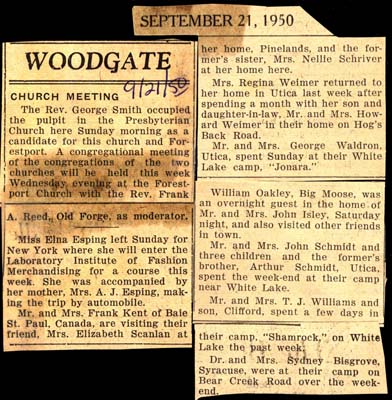 SEPTEMBER 21, 1950
WOODGATE
9/21/50
CHURCH MEETING
The Rev. George Smith occupied
the pulpit in the Presbyterian
Church here Sunday morning as a
candidate for this church and For-
estport. A congregational meeting
of the congregations of the two
churches will be held this week
Wednesday evening at the Forest-
port Church with the Rev. Frank
A. Reed, Old Forge, as moderator.
Miss Elna Esping left Sunday for
New York where she will enter the
Laboratory Institute of Fashion
Merchandising for a course this
week. She was accompanied by
her mother, Mrs. A. J. Esping, mak-
ing the trip by automobile.
Mr. and Mrs. Frank Kent of Baie
St. Paul, Canada, are visiting their
friend, Mrs. Elizabeth Scanlan at
her home, Pinelands, and the for-
mer's sister, Mrs. Nellie Schriver
at her home here.
Mrs. Regina Weimer returned to
her home in Utica last week after
spending a month with her son and
daughter-in-law, Mr. and Mrs. How-
ard Weimer in their home on Hog's
Back Road.
Mr. and Mrs. George Waldron,
Utica, spent Sunday at their White
Lake camp, "Jonara."
William Oakley, Big Moose, was
an overnight guest in the home of
Mr. and Mrs. John Isley, Saturday
night, and also visited other friends
in town.
Mr. and Mrs. John Schmidt and
three children and the former's
brother, Arthur Schmidt, Utica,
spent the week-end at their camp
near White Lake.
Mr. and Mrs. T. J. Williams and
son, Clifford, spent a few days in
their camp, "Shamrock," on White
Lake the past week.
Dr. and Mrs. Sydney Bisgrove,
Syracuse, were at their camp on
Bear Creek Road over the week-
end.